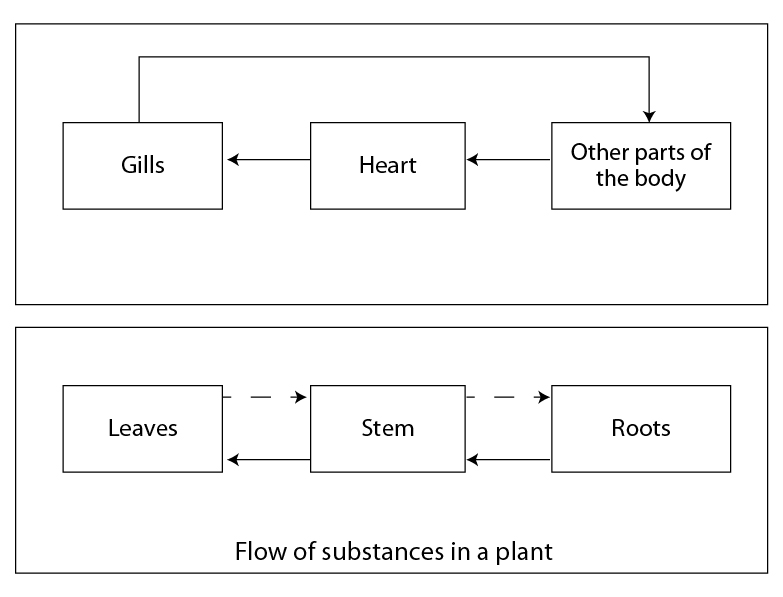 Gills
Heart
Other parts of
the body
Leaves
Stem
Roots
Flow of substances in a plant